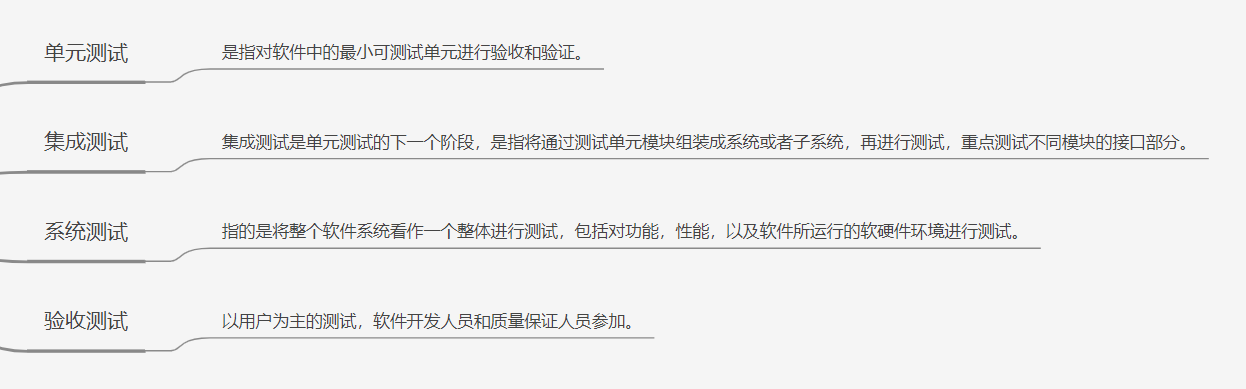 单元测试
是指对软件中的最小可测试单元进行验收和验证。
集成测试
集成测试是单元测试的下一个阶段，是指将通过测试单元模块组装成系统或者子系统，再进行测试，重点测试不同模块的接口部分。
系统测试
指的是将整个软件系统看作一个整体进行测试，包括对功能，性能，以及软件所运行的软硬件环境进行测试。
验收测试
以用户为主的测试，软件开发人员和质量保证人员参加。